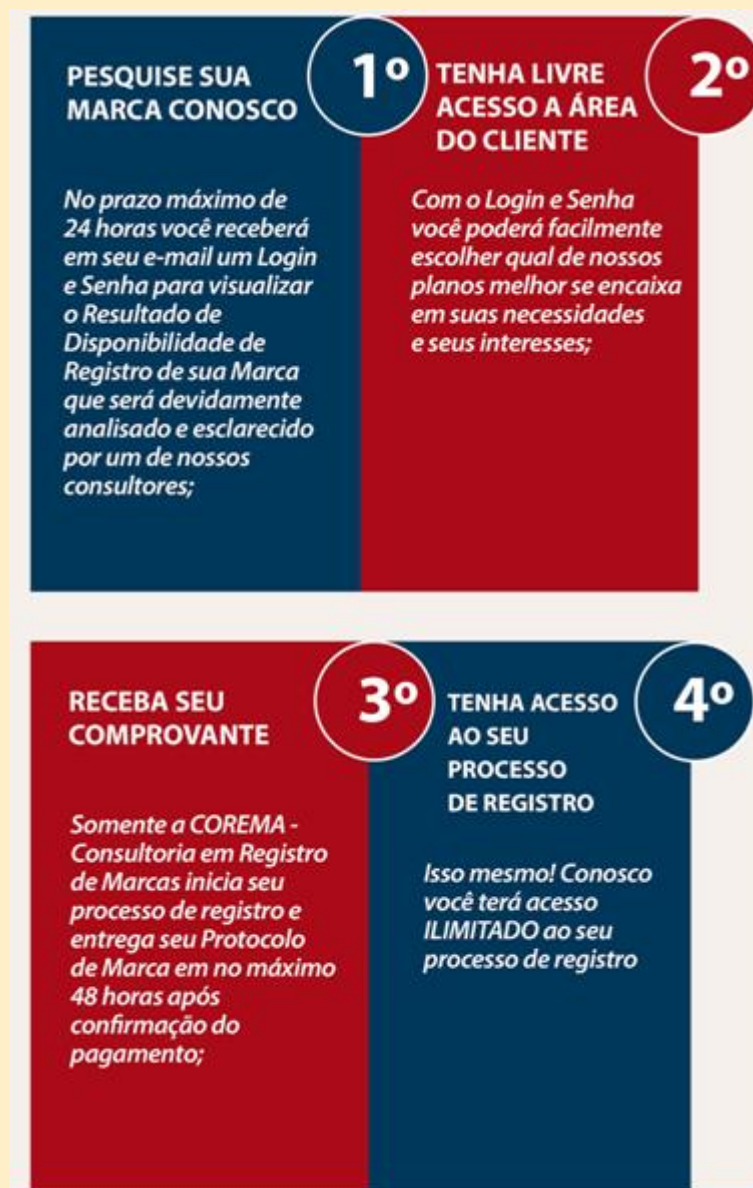 PESQUISE SUA
MARCA CONOSCO
1º
No prazo máximo de
24 horas você receberá
em seu e-mail um Login
e Senha para visualizar
o Resultado de
Disponibilidade de
Registro de sua Marca
que será devidamente
analisado e esclarecido
por um de nossos
consultores;
TENHA LIVRE
ACESSO A ÁREA
DO CLIENTE
2º
Com o Login e Senha
você poderá facilmente
escolher qual de nossos
planos melhor se encaixa
em suas necessidades
e seus interesses;
RECEBA SEU
COMPROVANTE
3º
Somente a COREMA -
Consultoria em Registro
de Marcas inicia seu
processo de registro e
entrega seu Protocolo
de Marca em no máximo
48 horas após
confirmação do
pagamento;
TENHA ACESSO
AO SEU
PROCESSO
DE REGISTRO
4º
Isso mesmo! Conosco
você terá acesso
ILIMITADO ao seu
processo de registro